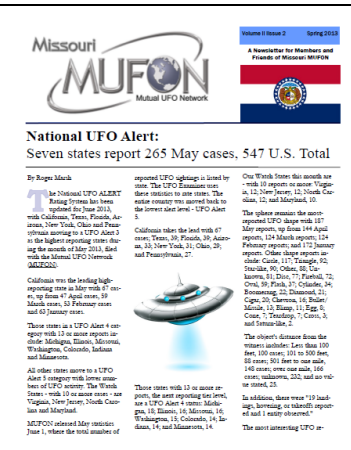 Missouri
MUFON
Mutual UFO Network
Volume II Issue 2 Spring 2013
A Newsletter for Members and
Friends of Missouri MUFON
National UFO Alert:
Seven states report 265 May cases, 547 U.S. Total
By Roger Marsh
The National UFO ALERT
Rating System has been
updated for June 2013,
with California, Texas, Florida, Ar-
izona, New York, Ohio and Penn-
sylvania moving to a UFO Alert 3
as the highest reporting states dur-
ing the month of May 2013, filed
with the Mutual UFO Network
(MUFON).
California was the leading high-
reporting state in May with 67 cas-
es, up from 47 April cases, 59
March cases, 53 February cases
and 63 January cases.
Those states in a UFO Alert 4 cat-
egory with 13 or more reports in-
clude: Michigan, Illinois, Missouri,
Washington, Colorado, Indiana
and Minnesota.
All other states move to a UFO
Alert 5 category with lower num-
bers of UFO activity. The Watch
States - with 10 or more cases - are
Virginia, New Jersey, North Caro-
lina and Maryland.
MUFON released May statistics
June 1, where the total number of
reported UFO sightings is listed by
state. The UFO Examiner uses
these statistics to rate states. The
entire country was moved back to
the lowest alert level - UFO Alert
5.
California takes the lead with 67
cases; Texas, 39; Florida, 39; Arizo-
na, 33; New York, 31; Ohio, 29;
and Pennsylvania, 27.
Those states with 13 or more re-
ports, the next reporting tier level,
are a UFO Alert 4 status: Michi-
gan, 18; Illinois, 16; Missouri, 16;
Washington, 15; Colorado, 14; In-
diana, 14; and Minnesota, 14.
Our Watch States this month are
- with 10 reports or more: Virgin-
ia, 12; New Jersey, 12; North Car-
olina, 12; and Maryland, 10.
The sphere remains the most-
reported UFO shape with 187
May reports, up from 144 April
reports, 124 March reports; 124
February reports; and 172 January
reports. Other shape reports in-
clude: Circle, 117; Triangle, 92;
Star-like, 90; Other, 88; Un-
known, 81; Disc, 77; Fireball, 72;
Oval, 59; Flash, 37; Cylinder, 34;
Boomerang, 22; Diamond, 21;
Cigar, 20; Chevron, 16; Bullet/
Missile, 13; Blimp, 11; Egg, 8;
Cone, 7; Teardrop, 7; Cross, 3;
and Saturn-like, 2.
The object's distance from the
witness includes: Less than 100
feet, 100 cases; 101 to 500 feet,
88 cases; 501 feet to one mile,
148 cases; over one mile, 166
cases; unknown, 232; and no val-
ue stated, 25.
In addition, there were "19 land-
ings, hovering, or takeoffs report-
ed and 1 entity observed."
The most interesting UFO re-